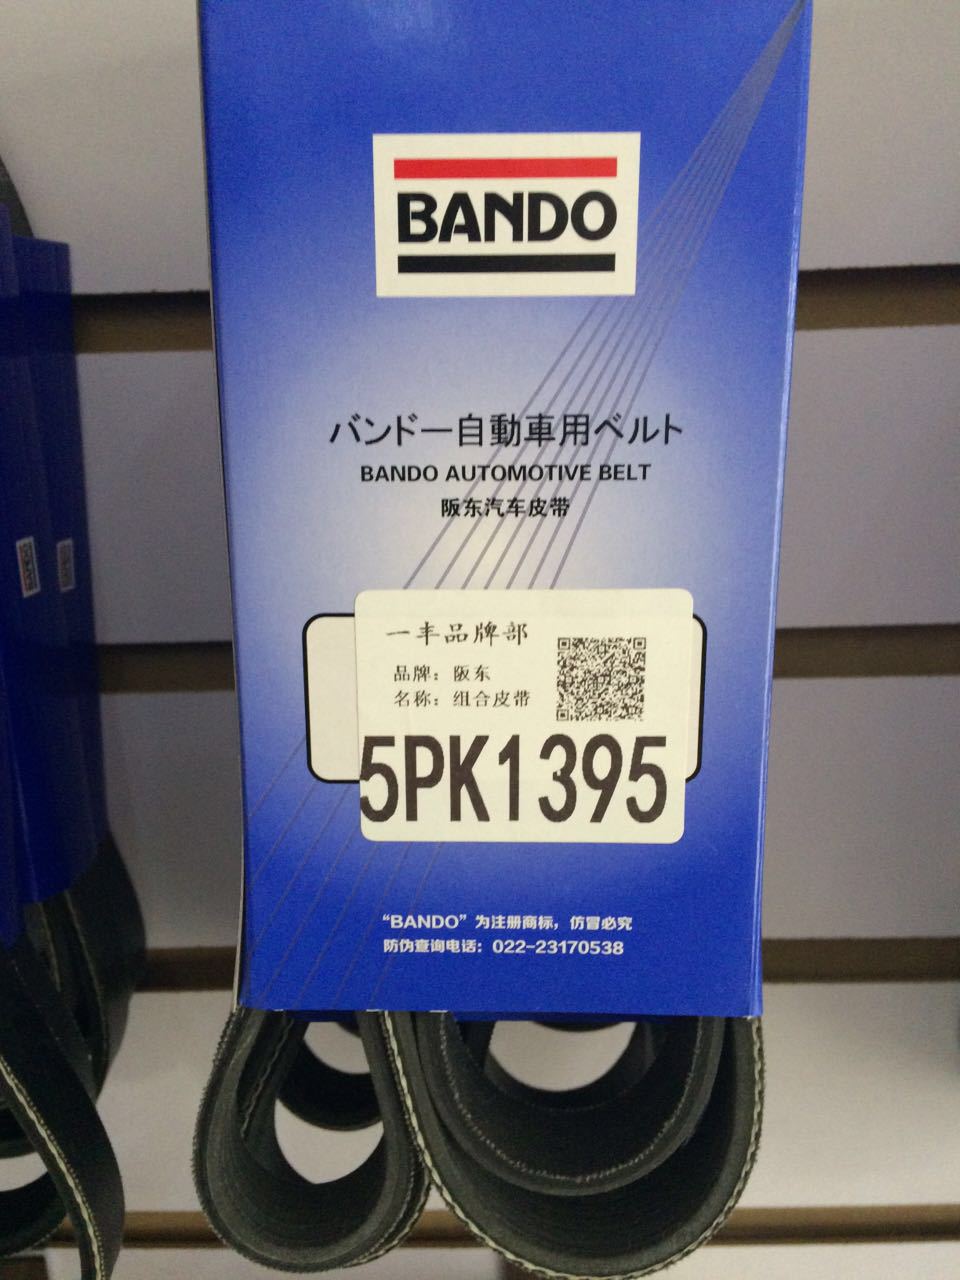 BANDO
バンドー自動車用ベルト
BANDO AUTOMOTIVE BELT
阪东汽车皮带
一丰品牌部
品牌：阪东
名称：组合皮带
5PK1395
“BANDO”为注册商标，仿冒必究
防伪查询电话：022-23170538
BANDO
BANDO